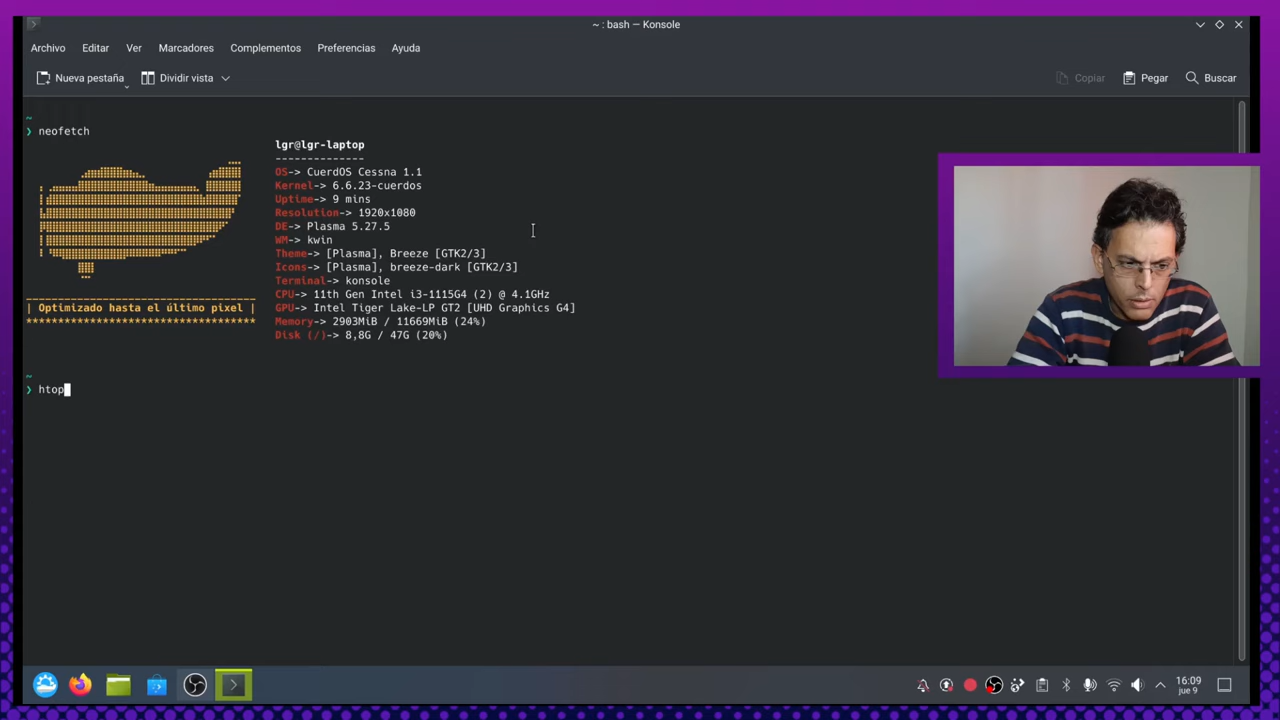 ~ : bash — Konsole
Archivo Editar Ver Marcadores Complementos Preferencias Ayuda
Nueva pestaña Dividir vista Copiar Pegar Buscar
~
❯ neofetch
lgr@lgr-laptop
--------------
OS-> CuerdOS Cessna 1.1
Kernel-> 6.6.23-cuerdos
Uptime-> 9 mins
Resolution-> 1920x1080
DE-> Plasma 5.27.5
WM-> kwin
Theme-> [Plasma], Breeze [GTK2/3]
Icons-> [Plasma], breeze-dark [GTK2/3]
Terminal-> konsole
CPU-> 11th Gen Intel i3-1115G4 (2) @ 4.1GHz
GPU-> Intel Tiger Lake-LP GT2 [UHD Graphics G4]
Memory-> 2903MiB / 11669MiB (24%)
Disk (/)-> 8,8G / 47G (20%)
| Optimizado hasta el último pixel |
~
❯ htop
16:09
jue 9